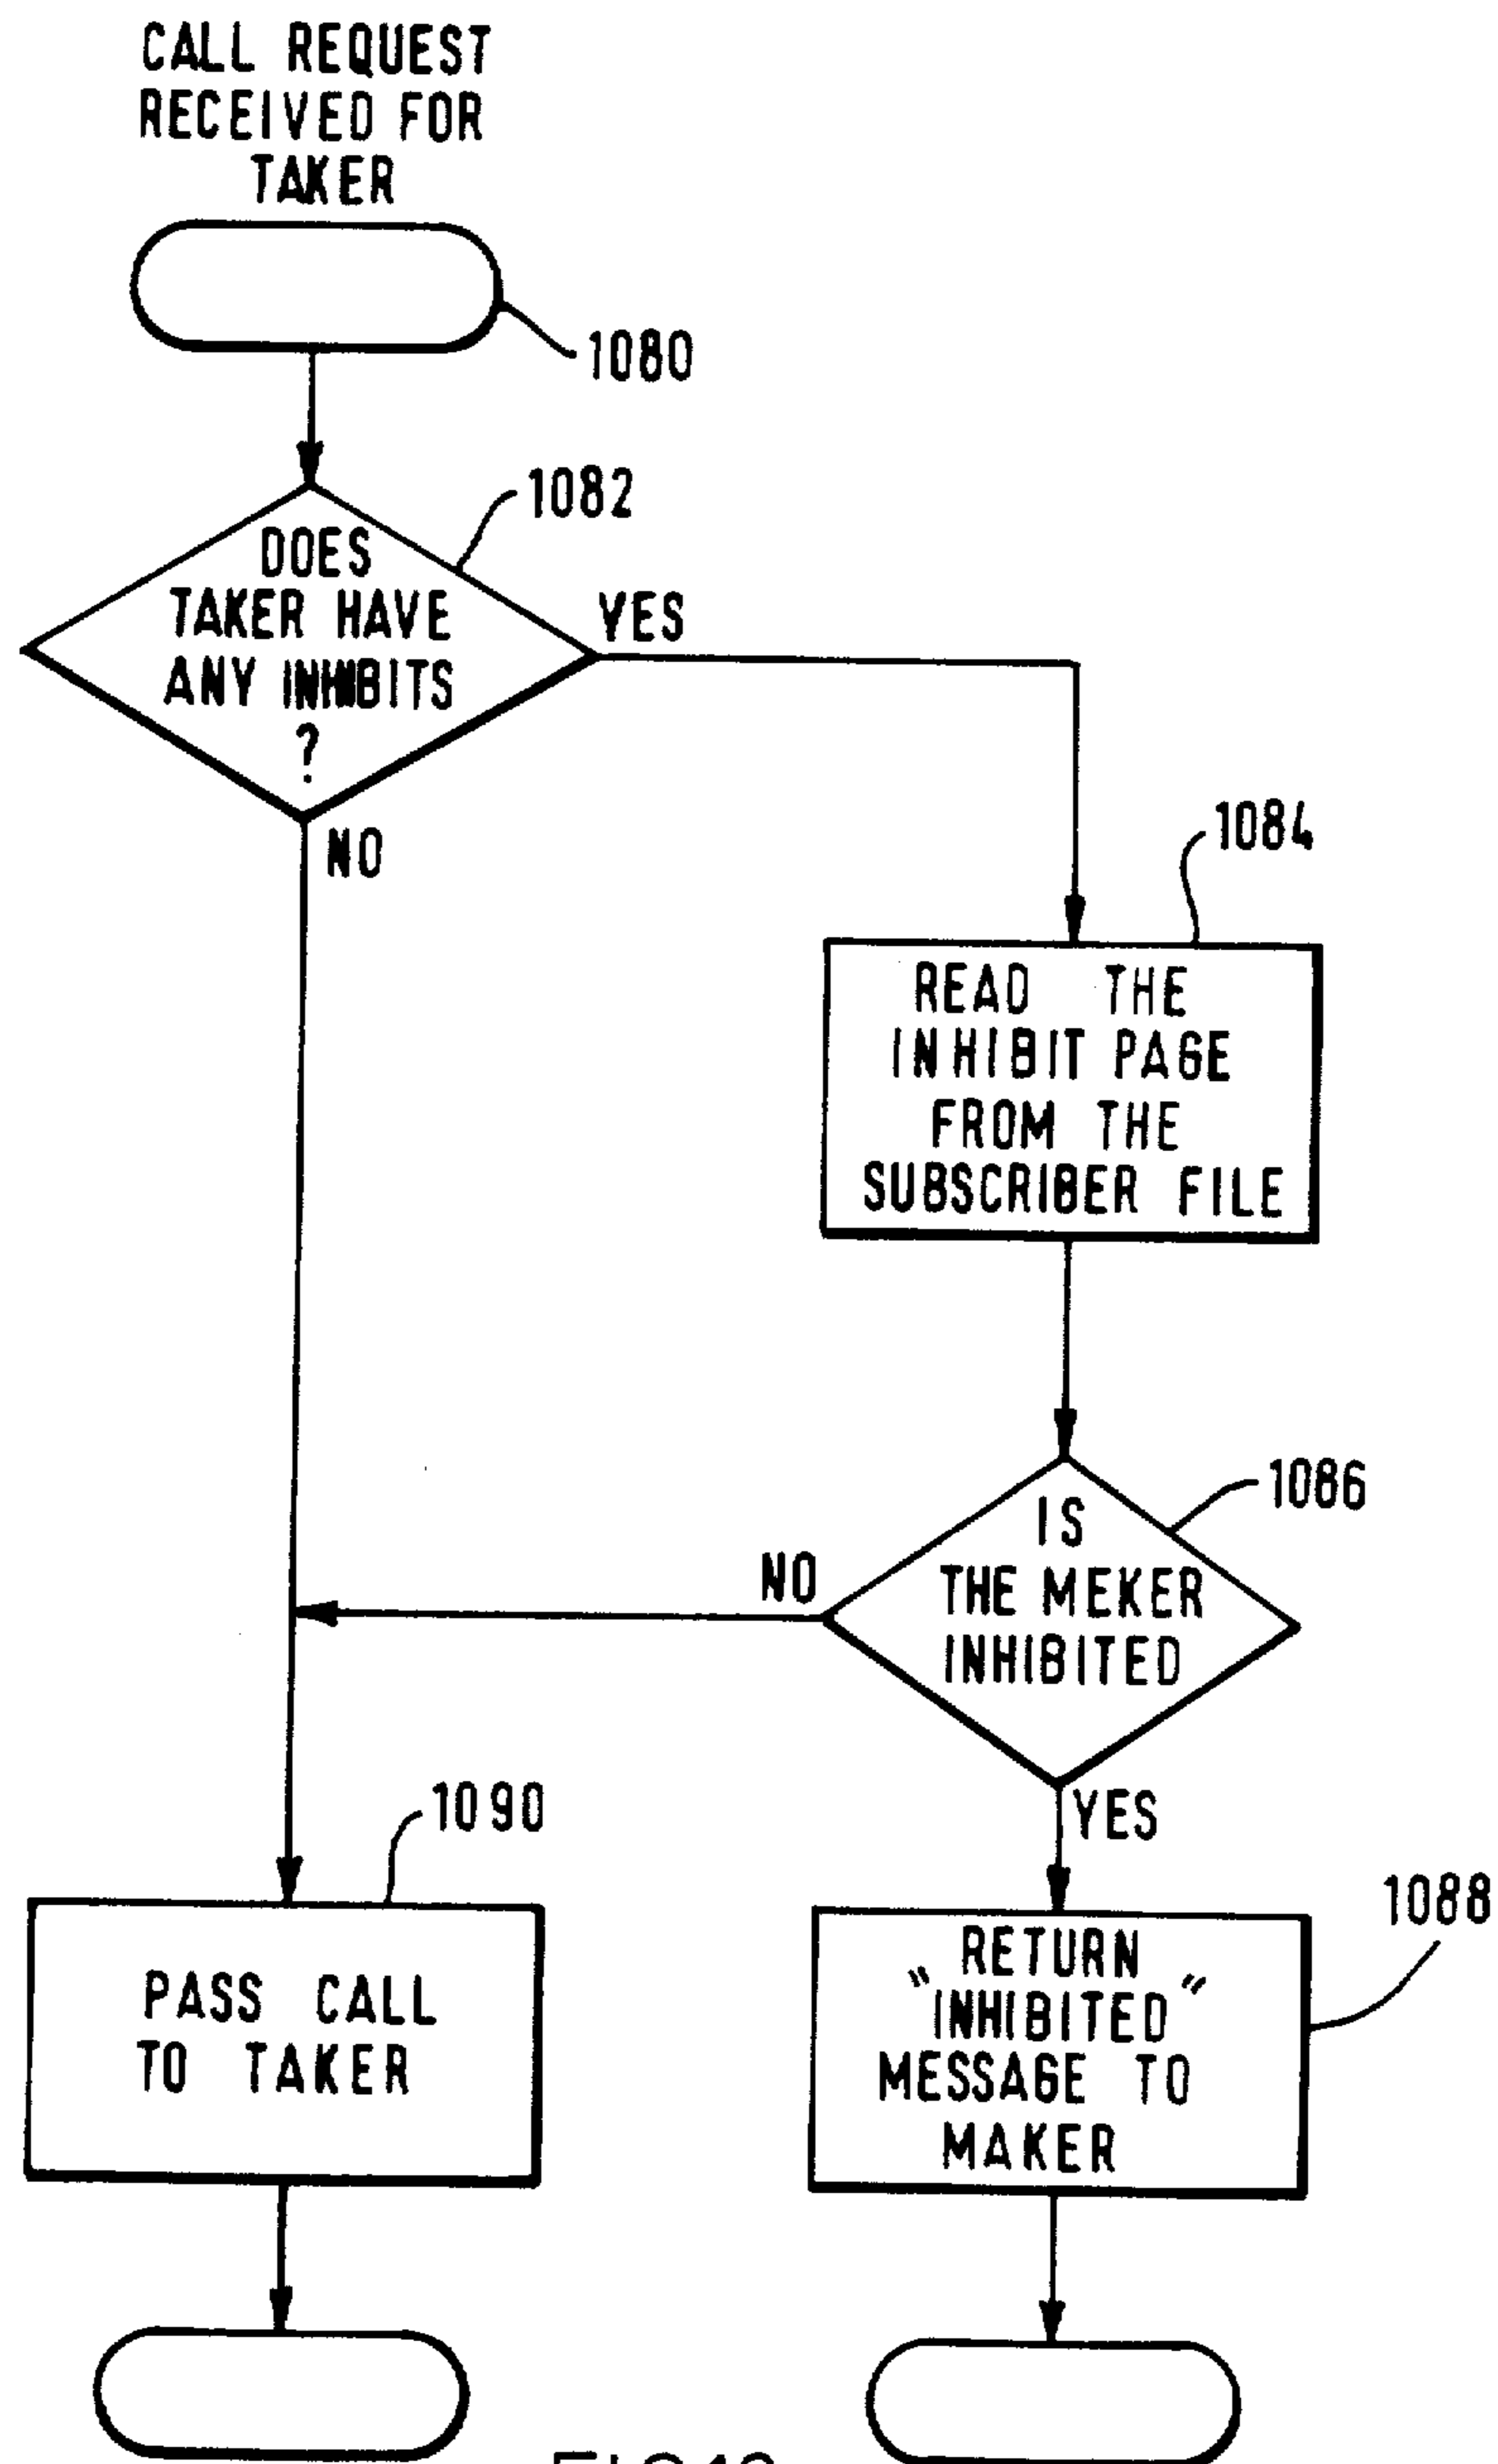 CALL REQUEST
RECEIVED FOR
TAKER
1080
1082
DOES
TAKER HAVE
ANY INHIBITS
?
YES
NO
1084
READ THE
INHIBIT PAGE
FROM THE
SUBSCRIBER FILE
1086
IS
THE MEKER
INHIBITED
NO
YES
1090
PASS CALL
TO TAKER
1088
RETURN
"INHIBITED"
MESSAGE TO
MAKER